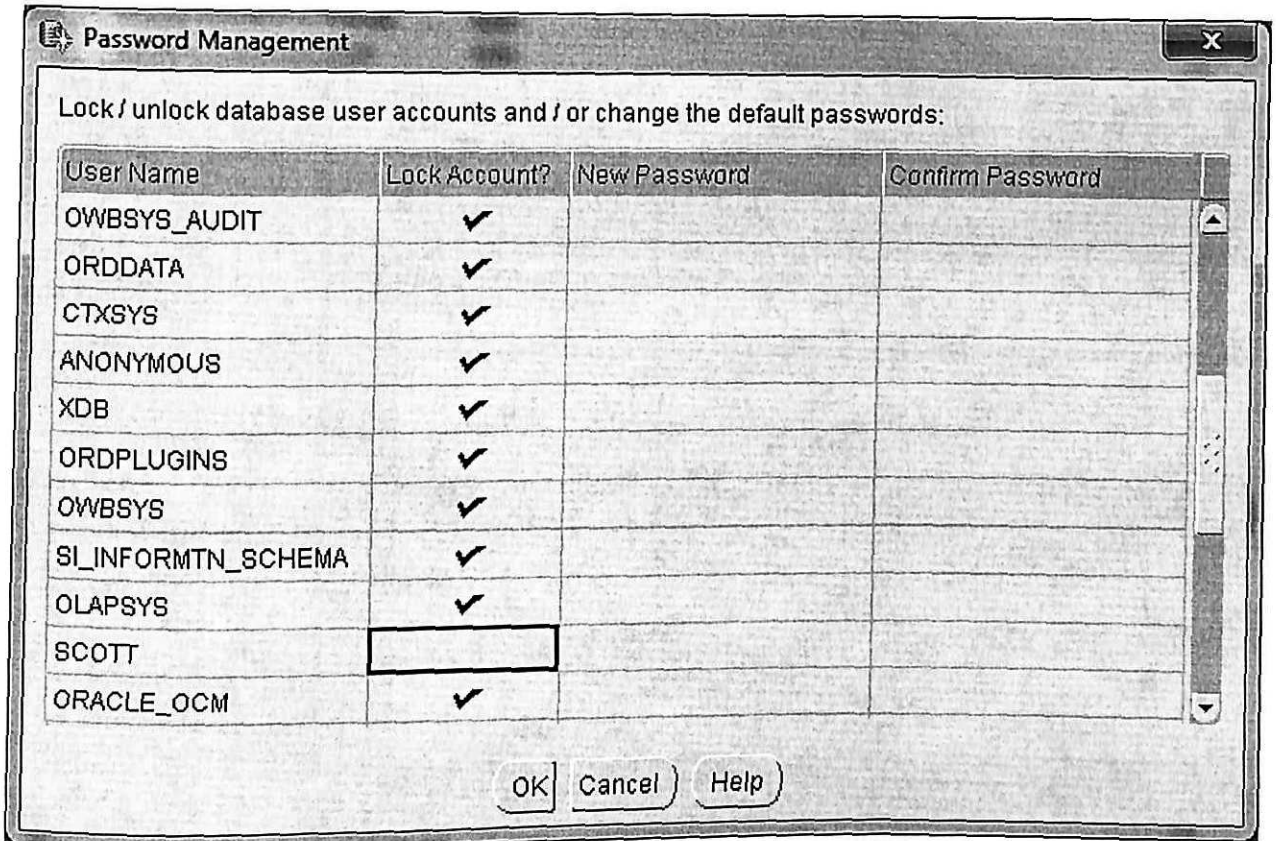 Password Management
Lock / unlock database user accounts and / or change the default passwords:
User Name Lock Account? New Password Confirm Password
OWBSYS_AUDIT ✔
ORDDATA ✔
CTXSYS ✔
ANONYMOUS ✔
XDB ✔
ORDPLUGINS ✔
OWBSYS ✔
SI_INFORMTN_SCHEMA ✔
OLAPSYS ✔
SCOTT
ORACLE_OCM ✔
OK Cancel Help